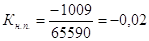 Kн.п. = -1009/65590 = -0,02